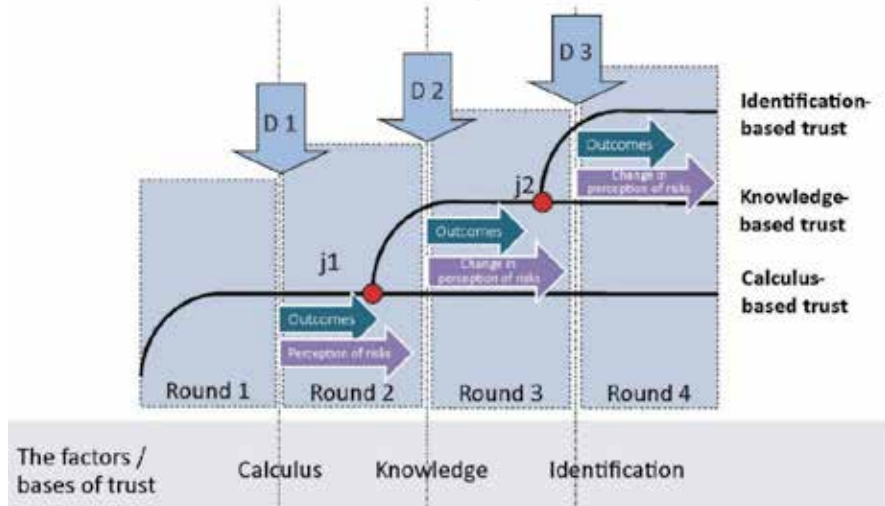 D 1
D 2
D 3
Identification-
based trust
Outcomes
Change in
perception of risks
j2
Knowledge-
based trust
Outcomes
Change in
perception of risks
j1
Calculus-
based trust
Outcomes
Perception of risks
Round 1
Round 2
Round 3
Round 4
The factors /
bases of trust
Calculus
Knowledge
Identification